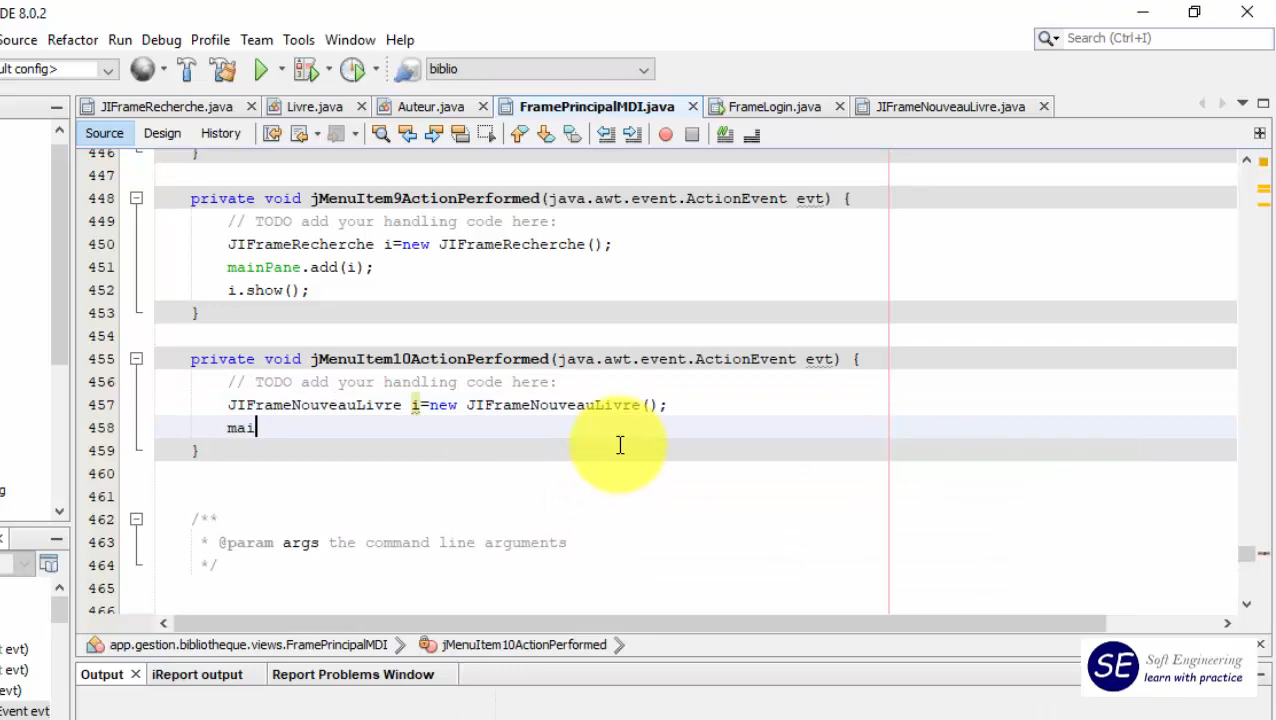 DE 8.0.2
Source Refactor Run Debug Profile Team Tools Window Help
Search (Ctrl+I)
ult config>
biblio
JIFrameRecherche.java Livre.java Auteur.java FramePrincipalMDI.java FrameLogin.java JIFrameNouveauLivre.java
Source Design History
446 }
447
448 private void jMenuItem9ActionPerformed(java.awt.event.ActionEvent evt) {
449 // TODO add your handling code here:
450 JIFrameRecherche i=new JIFrameRecherche();
451 mainPane.add(i);
452 i.show();
453 }
454
455 private void jMenuItem10ActionPerformed(java.awt.event.ActionEvent evt) {
456 // TODO add your handling code here:
457 JIFrameNouveauLivre i=new JIFrameNouveauLivre();
458 mai
459 }
460
461
462 /**
463 * @param args the command line arguments
464 */
465
466
g
t evt)
t evt)
evt)
Event evt
app.gestion.bibliotheque.views.FramePrincipalMDI jMenuItem10ActionPerformed
Output iReport output Report Problems Window
SE Soft Engineering
learn with practice